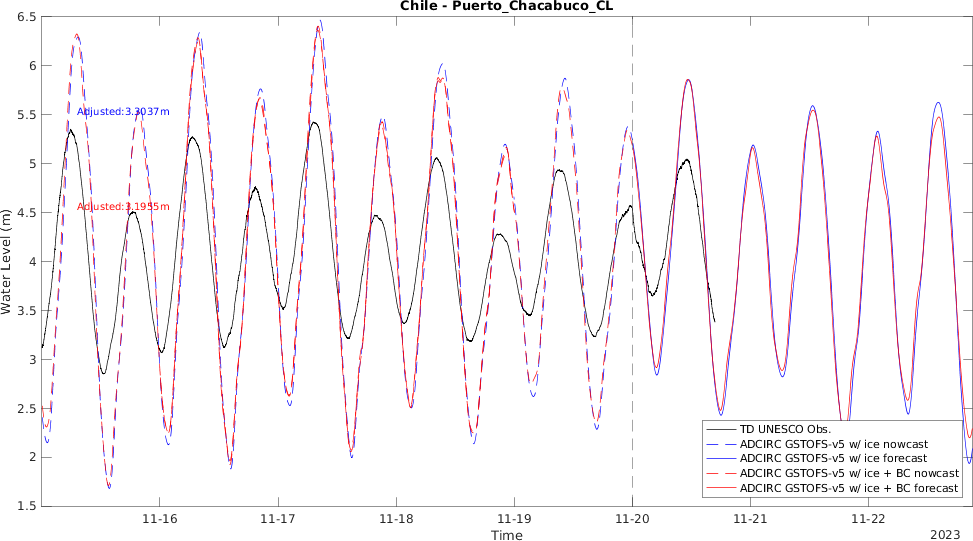 Chile - Puerto_Chacabuco_CL
6.5
6
5.5
5
4.5
4
3.5
3
2.5
2
1.5
Water Level (m)
Adjusted:3.3037m
Adjusted:3.1955m
TD UNESCO Obs.
ADCIRC GSTOFS-v5 w/ ice nowcast
ADCIRC GSTOFS-v5 w/ ice forecast
ADCIRC GSTOFS-v5 w/ ice + BC nowcast
ADCIRC GSTOFS-v5 w/ ice + BC forecast
11-16 11-17 11-18 11-19 11-20 11-21 11-22
Time
2023